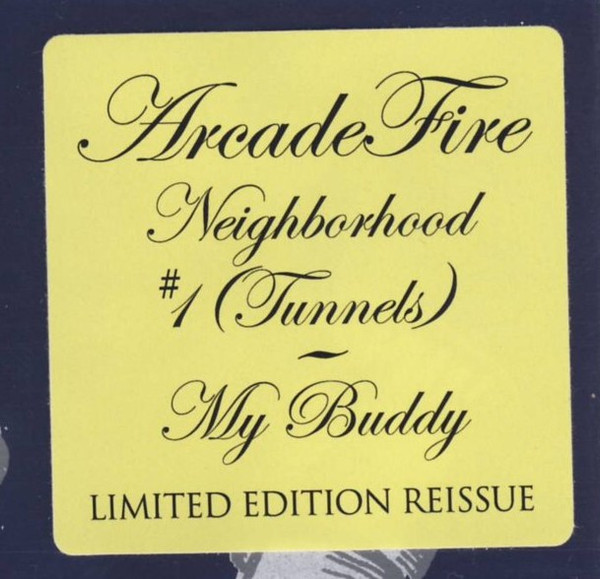 Arcade Fire
Neighborhood
#1 (Tunnels)
~
My Buddy
LIMITED EDITION REISSUE